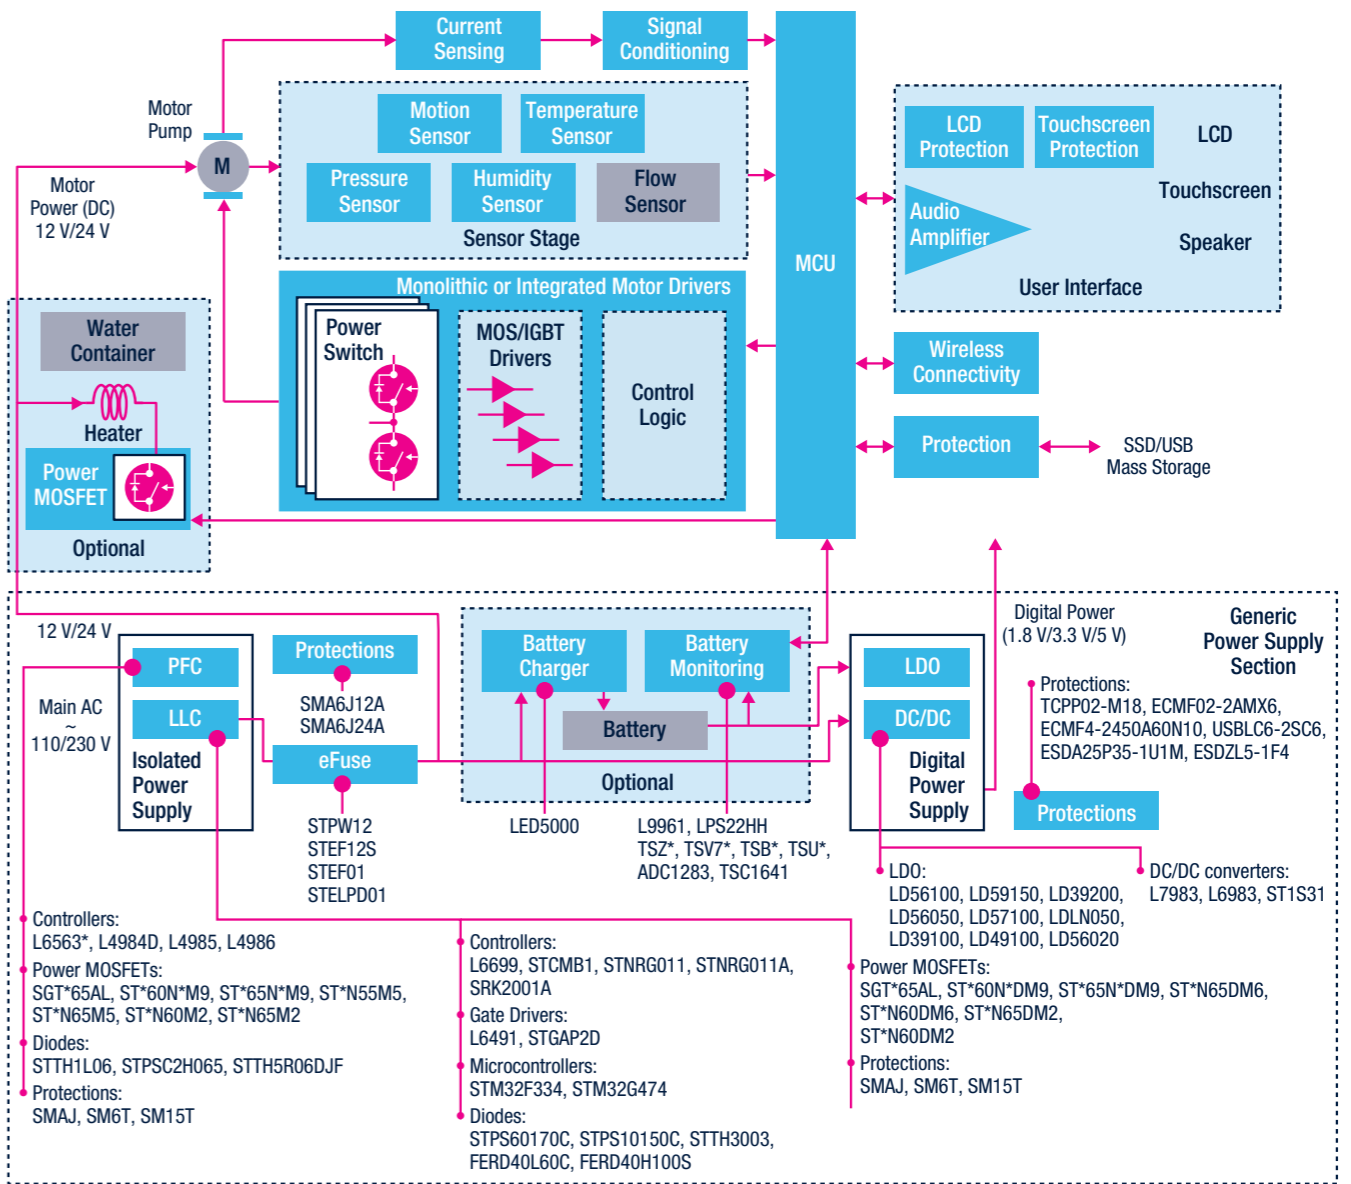 Current
Sensing
Signal
Conditioning
Motor
Pump
M
Motor
Power (DC)
12 V/24 V
Motion
Sensor
Temperature
Sensor
Pressure
Sensor
Humidity
Sensor
Flow
Sensor
Sensor Stage
MCU
LCD
Protection
Touchscreen
Protection
LCD
Touchscreen
Audio
Amplifier
Speaker
User Interface
Monolithic or Integrated Motor Drivers
Power
Switch
MOS/IGBT
Drivers
Control
Logic
Water
Container
Heater
Power
MOSFET
Optional
Wireless
Connectivity
Protection
SSD/USB
Mass Storage
12 V/24 V
Main AC
~
110/230 V
PFC
LLC
Isolated
Power
Supply
Protections
SMA6J12A
SMA6J24A
eFuse
STPW12
STEF12S
STEF01
STELPD01
Battery
Charger
Battery
Monitoring
Battery
Optional
LED5000
L9961, LPS22HH
TSZ*, TSV7*, TSB*, TSU*,
ADC1283, TSC1641
LDO
DC/DC
Digital
Power
Supply
Digital Power
(1.8 V/3.3 V/5 V)
Generic
Power Supply
Section
Protections:
TCPP02-M18, ECMF02-2AMX6,
ECMF4-2450A60N10, USBLC6-2SC6,
ESDA25P35-1U1M, ESDZL5-1F4
Protections
LDO:
LD56100, LD59150, LD39200,
LD56050, LD57100, LDLN050,
LD39100, LD49100, LD56020
DC/DC converters:
L7983, L6983, ST1S31
Controllers:
L6563*, L4984D, L4985, L4986
Power MOSFETs:
SGT*65AL, ST*60N*M9, ST*65N*M9, ST*N55M5,
ST*N65M5, ST*N60M2, ST*N65M2
Diodes:
STTH1L06, STPSC2H065, STTH5R06DJF
Protections:
SMAJ, SM6T, SM15T
Controllers:
L6699, STCMB1, STNRG011, STNRG011A,
SRK2001A
Gate Drivers:
L6491, STGAP2D
Microcontrollers:
STM32F334, STM32G474
Diodes:
STPS60170C, STPS10150C, STTH3003,
FERD40L60C, FERD40H100S
Power MOSFETs:
SGT*65AL, ST*60N*DM9, ST*65N*DM9, ST*N65DM6,
ST*N60DM6, ST*N65DM2,
ST*N60DM2
Protections:
SMAJ, SM6T, SM15T